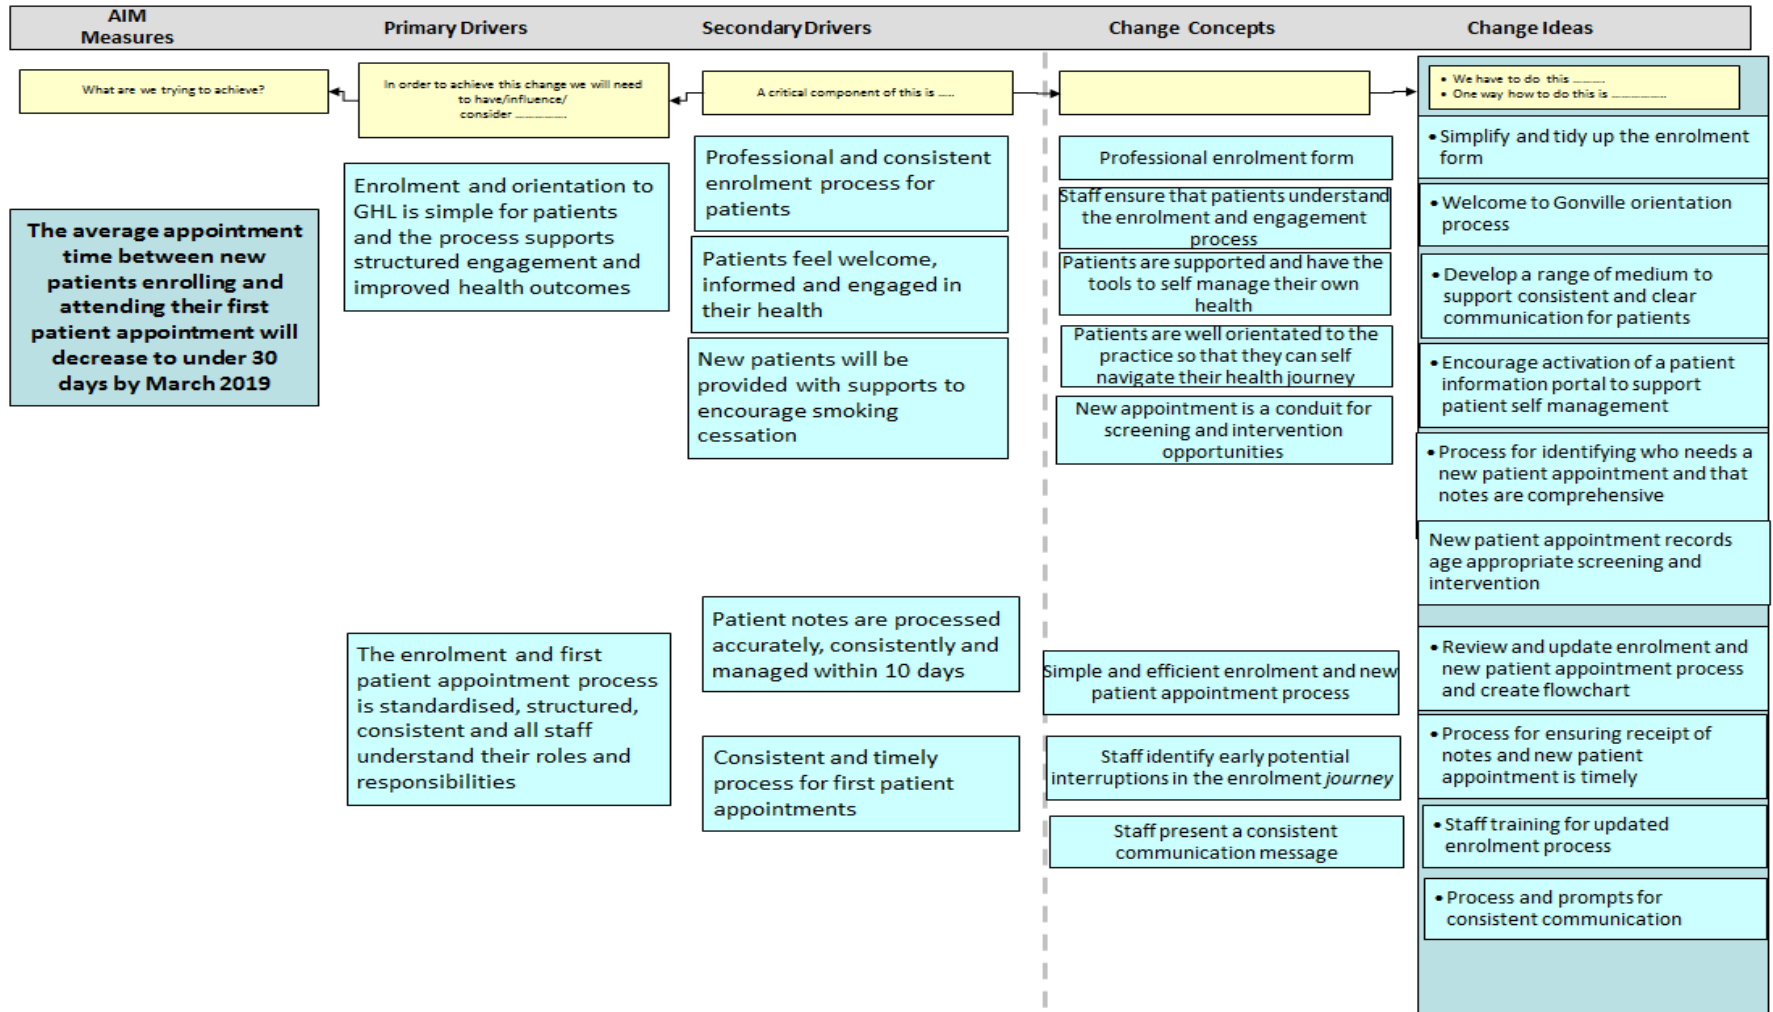 AIM
Measures
Primary Drivers
Secondary Drivers
Change Concepts
Change Ideas
What are we trying to achieve?
In order to achieve this change we will need
to have/influence/
consider ................
A critical component of this is .....
• We have to do this ..........
• One way how to do this is .................
The average appointment
time between new
patients enrolling and
attending their first
patient appointment will
decrease to under 30
days by March 2019
Enrolment and orientation to
GHL is simple for patients
and the process supports
structured engagement and
improved health outcomes
The enrolment and first
patient appointment process
is standardised, structured,
consistent and all staff
understand their roles and
responsibilities
Professional and consistent
enrolment process for
patients
Patients feel welcome,
informed and engaged in
their health
New patients will be
provided with supports to
encourage smoking
cessation
Patient notes are processed
accurately, consistently and
managed within 10 days
Consistent and timely
process for first patient
appointments
Professional enrolment form
Staff ensure that patients understand
the enrolment and engagement
process
Patients are supported and have the
tools to self manage their own
health
Patients are well orientated to the
practice so that they can self
navigate their health journey
New appointment is a conduit for
screening and intervention
opportunities
Simple and efficient enrolment and new
patient appointment process
Staff identify early potential
interruptions in the enrolment journey
Staff present a consistent
communication message
• Simplify and tidy up the enrolment
form
• Welcome to Gonville orientation
process
• Develop a range of medium to
support consistent and clear
communication for patients
• Encourage activation of a patient
information portal to support
patient self management
• Process for identifying who needs a
new patient appointment and that
notes are comprehensive
New patient appointment records
age appropriate screening and
intervention
• Review and update enrolment and
new patient appointment process
and create flowchart
• Process for ensuring receipt of
notes and new patient
appointment is timely
• Staff training for updated
enrolment process
• Process and prompts for
consistent communication